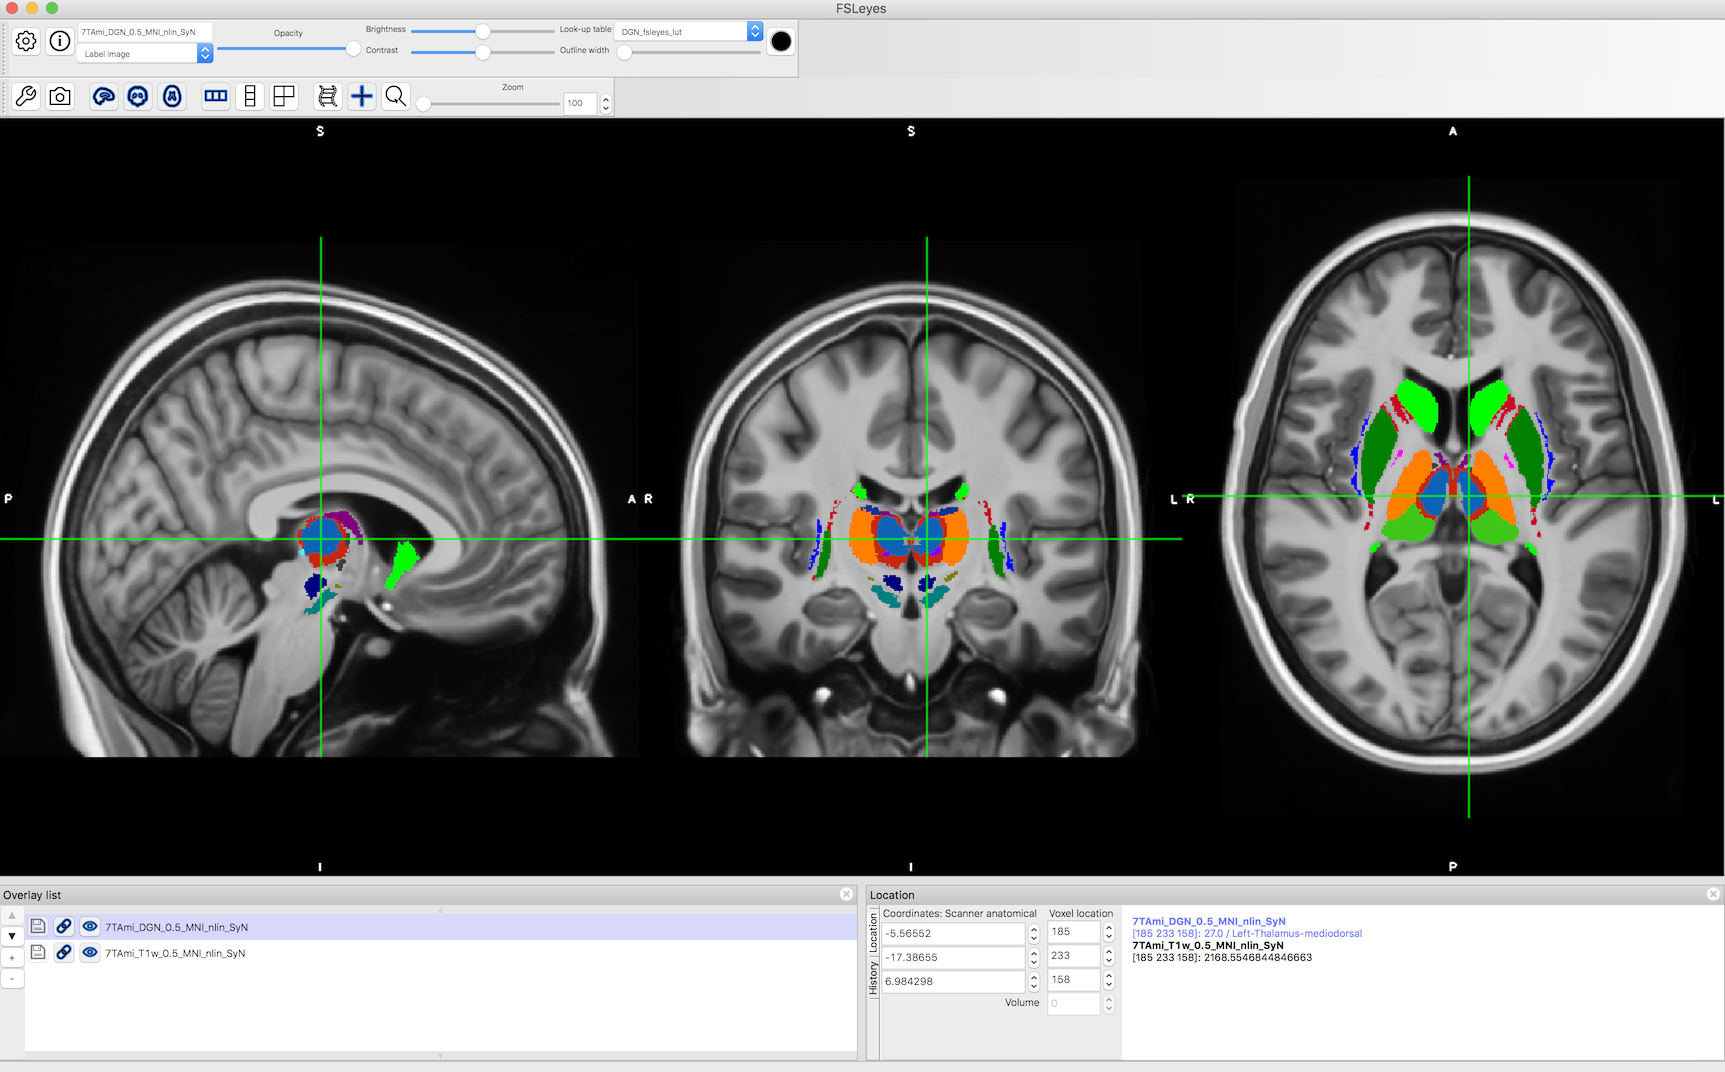 FSLeyes
7TAmi_DGN_0.5_MNI_nlin_SyN
Label image
Opacity
Brightness
Contrast
Look-up table
DGN_fsleyes_lut
Outline width
Zoom
100
S
S
A
P
A R
L R
L
I
I
P
Overlay list
7TAmi_DGN_0.5_MNI_nlin_SyN
7TAmi_T1w_0.5_MNI_nlin_SyN
Location
Location
History
Coordinates: Scanner anatomical
Voxel location
-5.56552
185
-17.38655
233
6.984298
158
Volume
0
7TAmi_DGN_0.5_MNI_nlin_SyN
[185 233 158]: 27.0 / Left-Thalamus-mediodorsal
7TAmi_T1w_0.5_MNI_nlin_SyN
[185 233 158]: 2168.5546844846663